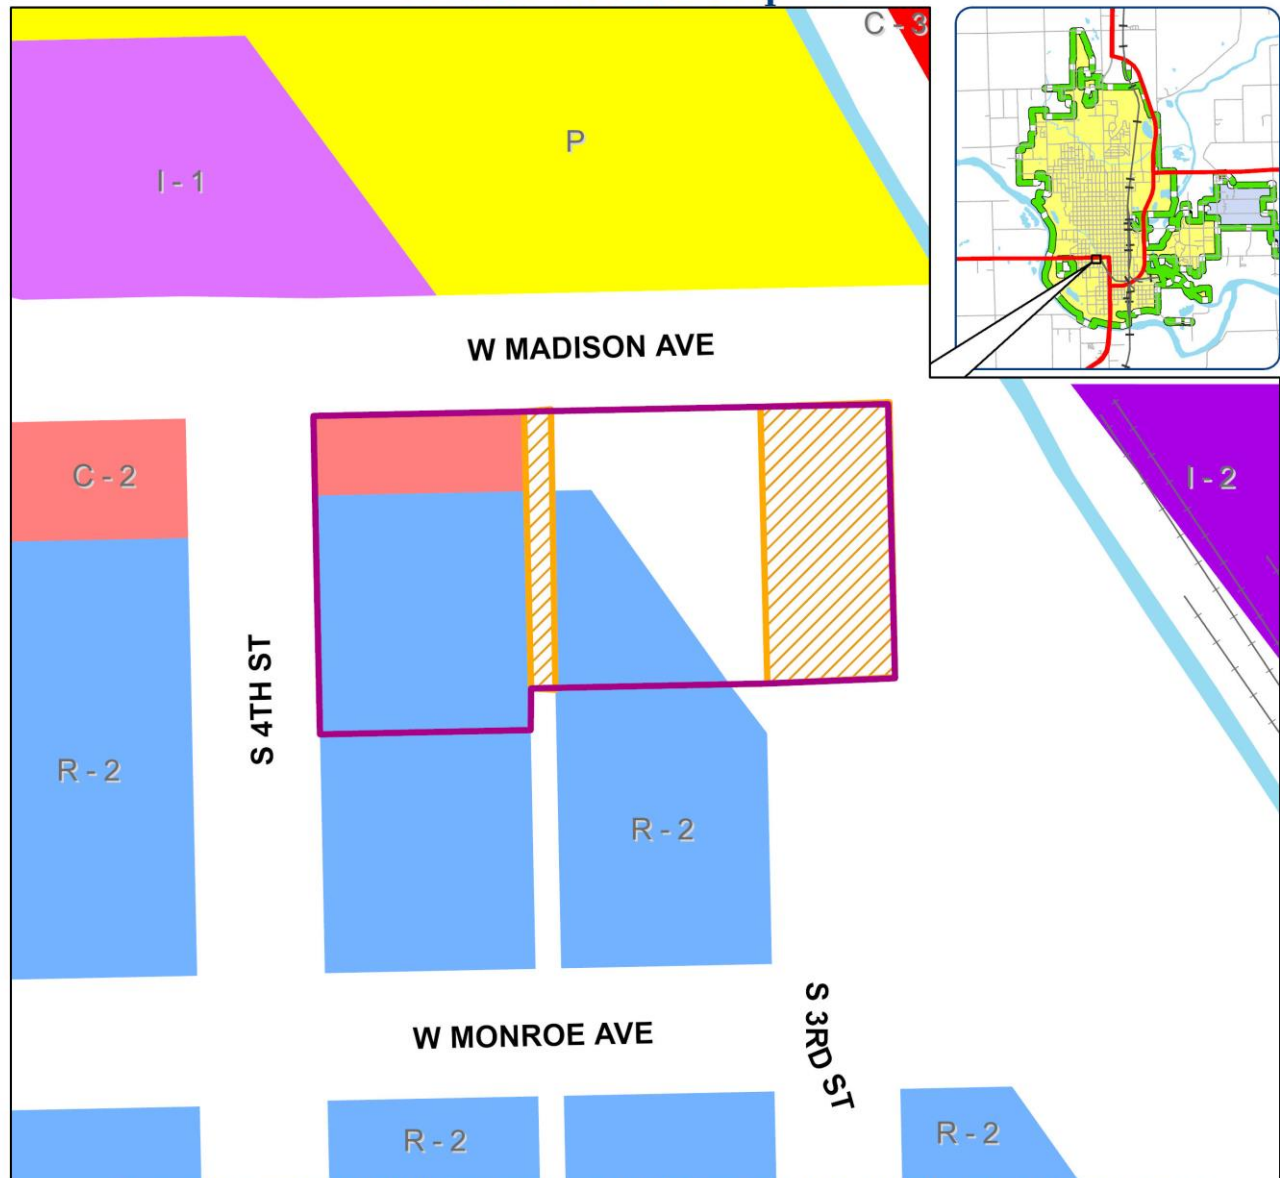 C - 3
P
I - 1
W MADISON AVE
C - 2
I - 2
S 4TH ST
R - 2
R - 2
S 3RD ST
W MONROE AVE
R - 2
R - 2